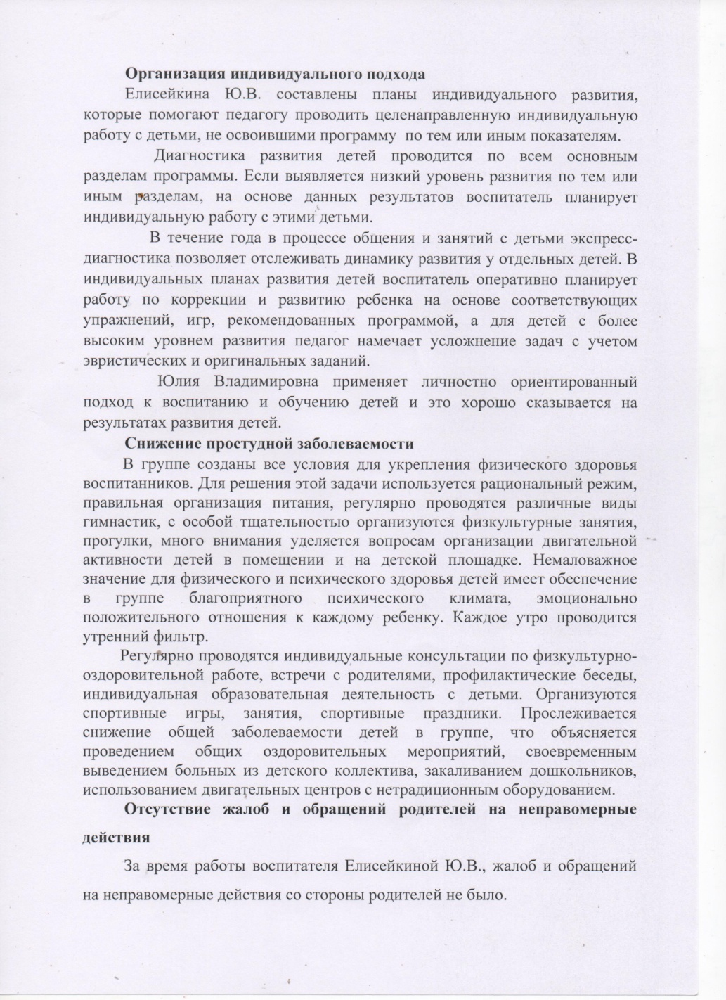 Организация индивидуального подхода
Елисейкина Ю.В. составлены планы индивидуального развития,
которые помогают педагогу проводить целенаправленную индивидуальную
работу с детьми, не освоившими программу по тем или иным показателям.
Диагностика развития детей проводится по всем основным
разделам программы. Если выявляется низкий уровень развития по тем или
иным разделам, на основе данных результатов воспитатель планирует
индивидуальную работу с этими детьми.
В течение года в процессе общения и занятий с детьми экспресс-
диагностика позволяет отслеживать динамику развития у отдельных детей. В
индивидуальных планах развития детей воспитатель оперативно планирует
работу по коррекции и развитию ребенка на основе соответствующих
упражнений, игр, рекомендованных программой, а для детей с более
высоким уровнем развития педагог намечает усложнение задач с учетом
эвристических и оригинальных заданий.
Юлия Владимировна применяет личностно ориентированный
подход к воспитанию и обучению детей и это хорошо сказывается на
результатах развития детей.
Снижение простудной заболеваемости
В группе созданы все условия для укрепления физического здоровья
воспитанников. Для решения этой задачи используется рациональный режим,
правильная организация питания, регулярно проводятся различные виды
гимнастик, с особой тщательностью организуются физкультурные занятия,
прогулки, много внимания уделяется вопросам организации двигательной
активности детей в помещении и на детской площадке. Немаловажное
значение для физического и психического здоровья детей имеет обеспечение
в группе благоприятного психического климата, эмоционально
положительного отношения к каждому ребенку. Каждое утро проводится
утренний фильтр.
Регулярно проводятся индивидуальные консультации по физкультурно-
оздоровительной работе, встречи с родителями, профилактические беседы,
индивидуальная образовательная деятельность с детьми. Организуются
спортивные игры, занятия, спортивные праздники. Прослеживается
снижение общей заболеваемости детей в группе, что объясняется
проведением общих оздоровительных мероприятий, своевременным
выведением больных из детского коллектива, закаливанием дошкольников,
использованием двигательных центров с нетрадиционным оборудованием.
Отсутствие жалоб и обращений родителей на неправомерные
действия
За время работы воспитателя Елисейкиной Ю.В., жалоб и обращений
на неправомерные действия со стороны родителей не было.